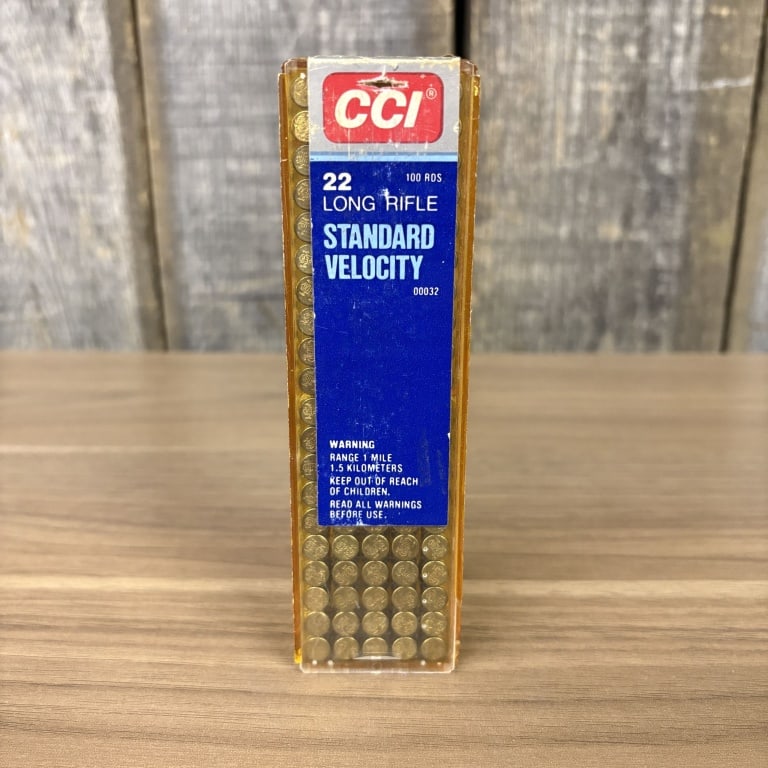 CCI®
22 100 RDS
LONG RIFLE
STANDARD
VELOCITY
00032
WARNING
RANGE 1 MILE
1.5 KILOMETERS
KEEP OUT OF REACH
OF CHILDREN.
READ ALL WARNINGS
BEFORE USE.